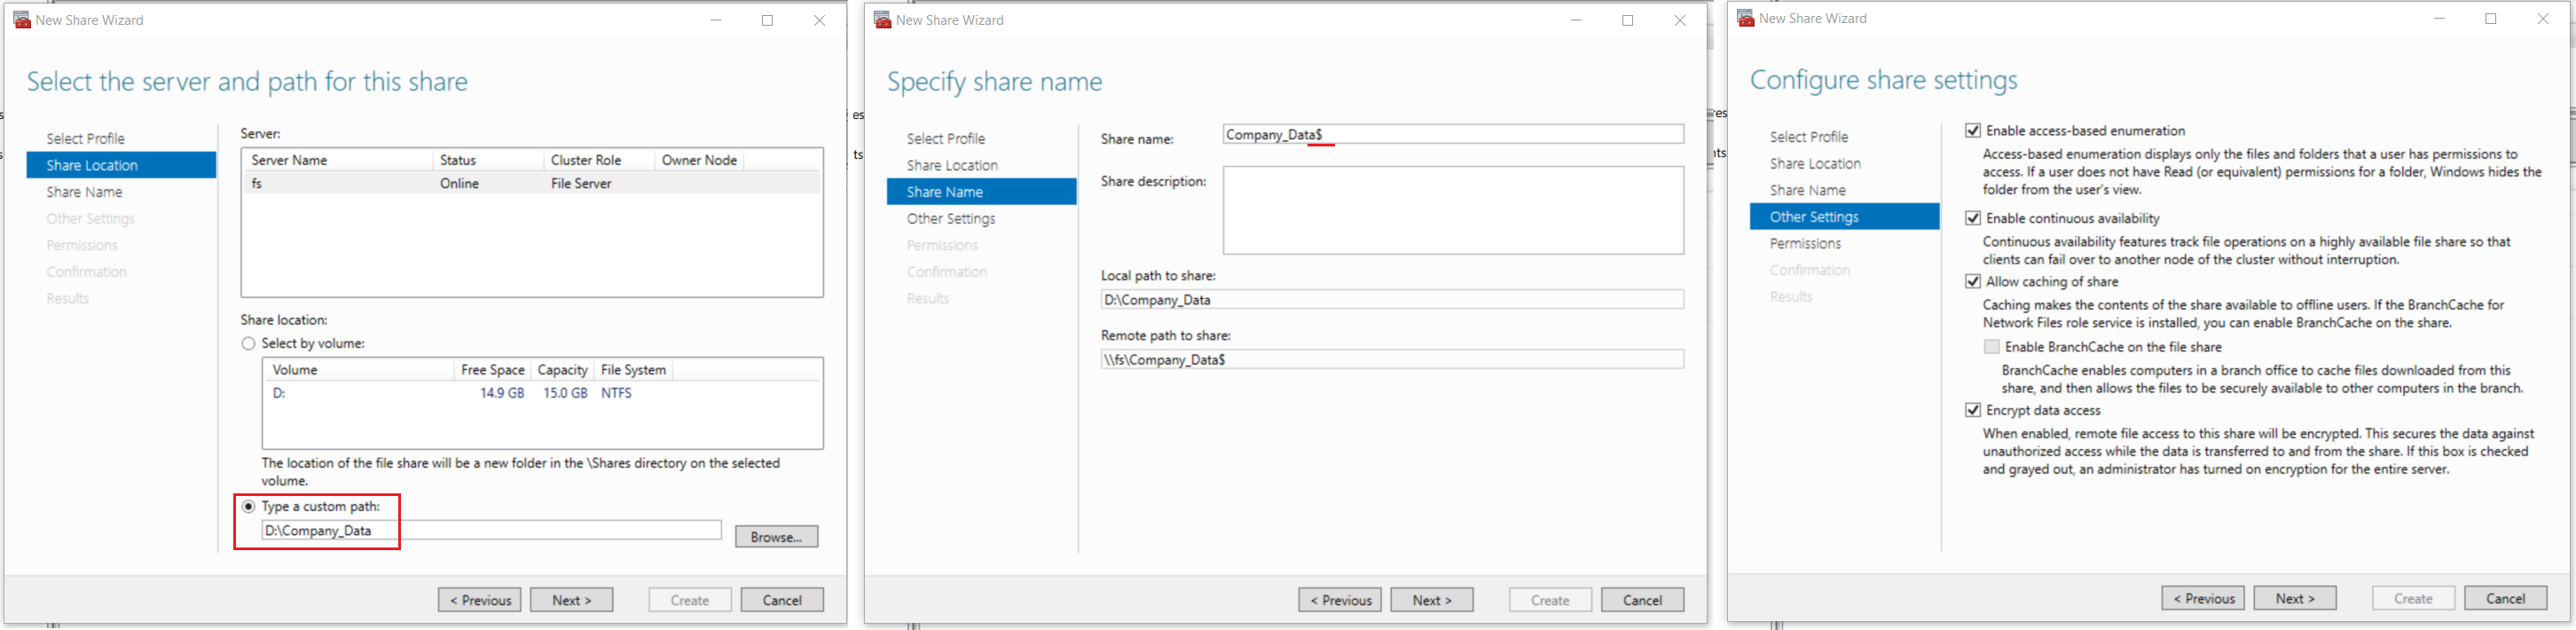 New Share Wizard
Select the server and path for this share
Select Profile
Share Location
Share Name
Other Settings
Permissions
Confirmation
Results
Server:
Server Name Status Cluster Role Owner Node
fs Online File Server
Share location:
Select by volume:
Volume Free Space Capacity File System
D: 14.9 GB 15.0 GB NTFS
The location of the file share will be a new folder in the \Shares directory on the selected
volume.
Type a custom path:
D:\Company_Data
Browse...
< Previous Next > Create Cancel
New Share Wizard
Specify share name
Select Profile
Share Location
Share Name
Other Settings
Permissions
Confirmation
Results
Share name: Company_Data$
Share description:
Local path to share:
D:\Company_Data
Remote path to share:
\\fs\Company_Data$
< Previous Next > Create Cancel
New Share Wizard
Configure share settings
Select Profile
Share Location
Share Name
Other Settings
Permissions
Confirmation
Results
Enable access-based enumeration
Access-based enumeration displays only the files and folders that a user has permissions to
access. If a user does not have Read (or equivalent) permissions for a folder, Windows hides the
folder from the user's view.
Enable continuous availability
Continuous availability features track file operations on a highly available file share so that
clients can fail over to another node of the cluster without interruption.
Allow caching of share
Caching makes the contents of the share available to offline users. If the BranchCache for
Network Files role service is installed, you can enable BranchCache on the share.
Enable BranchCache on the file share
BranchCache enables computers in a branch office to cache files downloaded from this
share, and then allows the files to be securely available to other computers in the branch.
Encrypt data access
When enabled, remote file access to this share will be encrypted. This secures the data against
unauthorized access while the data is transferred to and from the share. If this box is checked
and grayed out, an administrator has turned on encryption for the entire server.
< Previous Next > Create Cancel